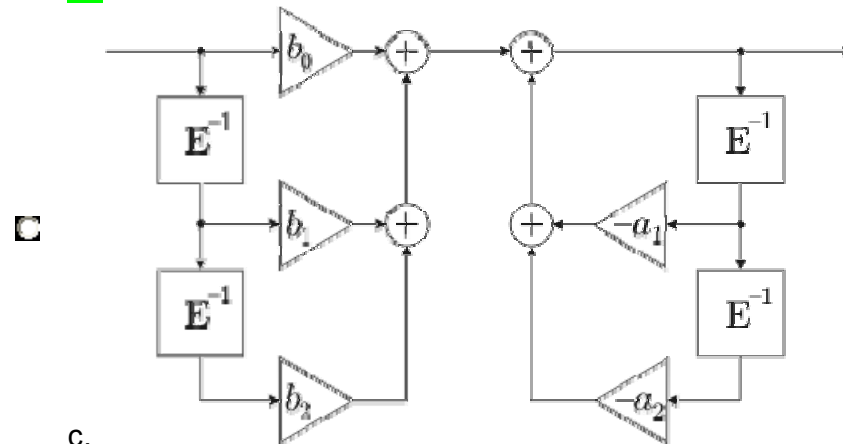 b₀ + +
E⁻¹ E⁻¹
b₁ + + −a₁
E⁻¹ E⁻¹
b₂ −a₂
c.